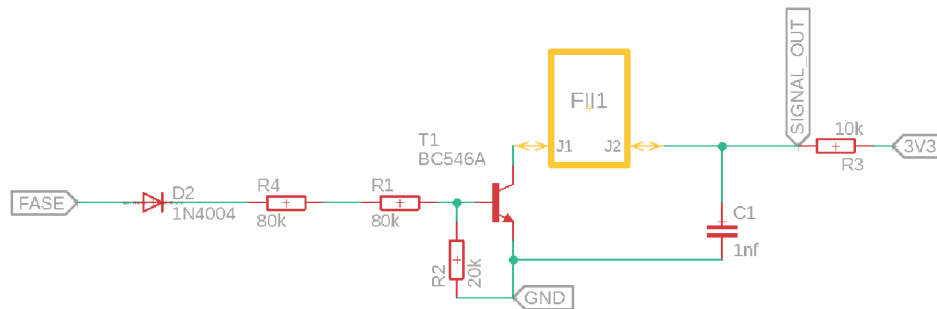 SIGNAL_OUT
FII1
T1
BC546A
J1
J2
10k
R3
3V3
FASE
D2
1N4004
R4
80k
R1
80k
R2
20k
C1
1nf
GND